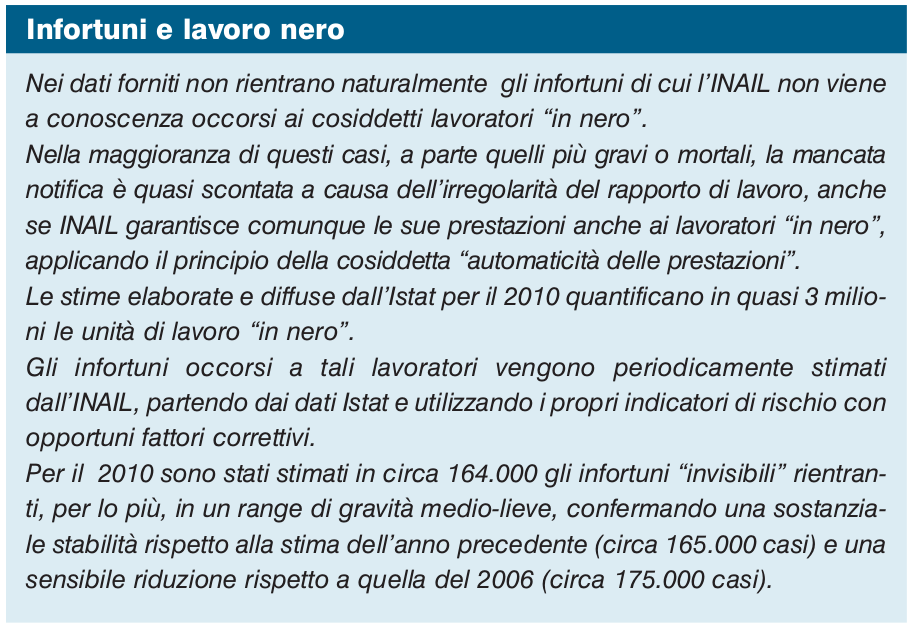 Infortuni e lavoro nero
Nei dati forniti non rientrano naturalmente gli infortuni di cui l'INAIL non viene
a conoscenza occorsi ai cosiddetti lavoratori “in nero”.
Nella maggioranza di questi casi, a parte quelli più gravi o mortali, la mancata
notifica è quasi scontata a causa dell'irregolarità del rapporto di lavoro, anche
se INAIL garantisce comunque le sue prestazioni anche ai lavoratori “in nero”,
applicando il principio della cosiddetta “automaticità delle prestazioni”.
Le stime elaborate e diffuse dall'Istat per il 2010 quantificano in quasi 3 milio-
ni le unità di lavoro “in nero”.
Gli infortuni occorsi a tali lavoratori vengono periodicamente stimati
dall'INAIL, partendo dai dati Istat e utilizzando i propri indicatori di rischio con
opportuni fattori correttivi.
Per il 2010 sono stati stimati in circa 164.000 gli infortuni “invisibili” rientran-
ti, per lo più, in un range di gravità medio-lieve, confermando una sostanzia-
le stabilità rispetto alla stima dell'anno precedente (circa 165.000 casi) e una
sensibile riduzione rispetto a quella del 2006 (circa 175.000 casi).